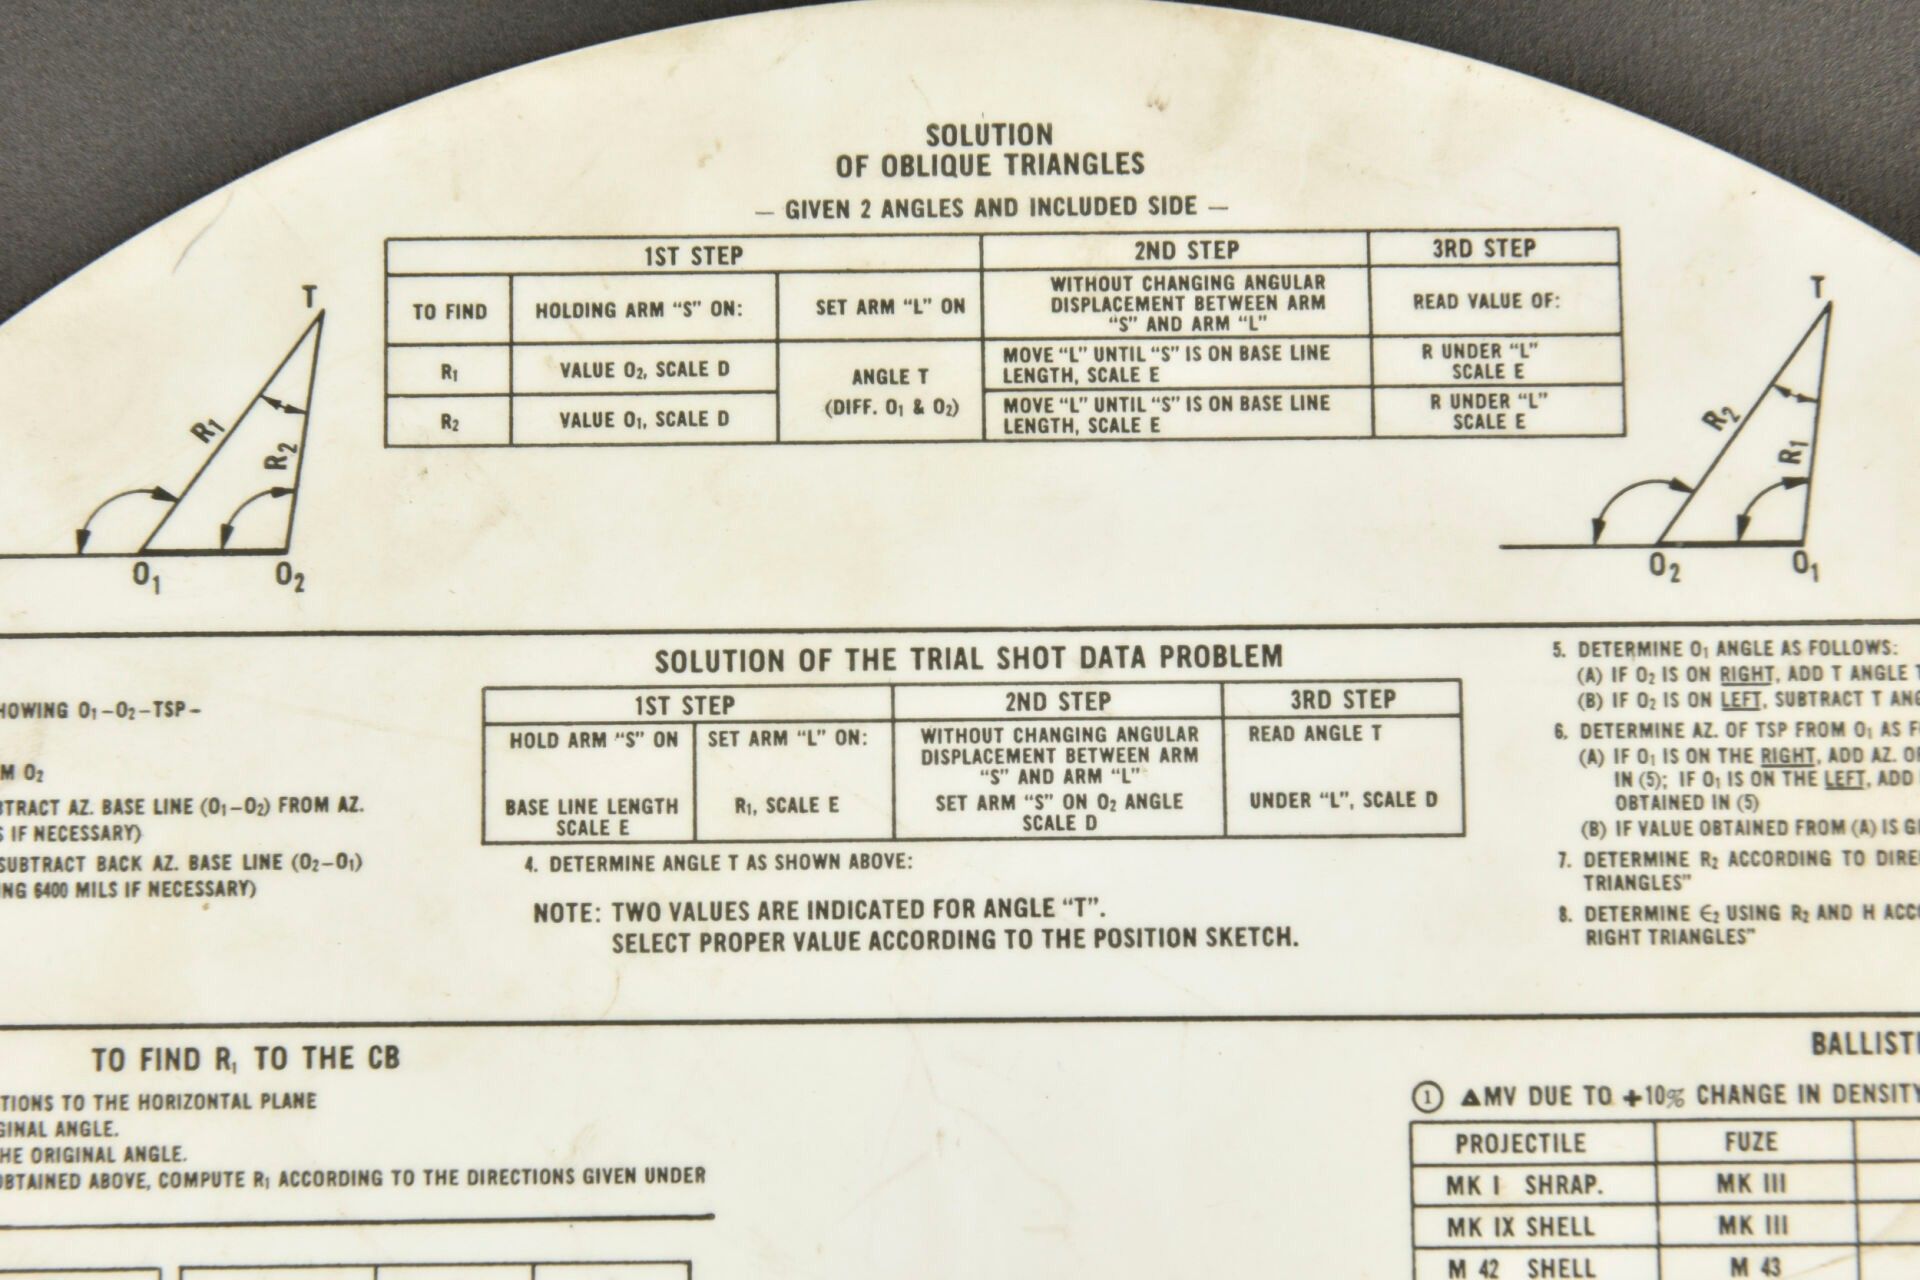 SOLUTION
OF OBLIQUE TRIANGLES
— GIVEN 2 ANGLES AND INCLUDED SIDE —
1ST STEP 2ND STEP 3RD STEP
TO FIND HOLDING ARM “S” ON: SET ARM “L” ON
WITHOUT CHANGING ANGULAR
DISPLACEMENT BETWEEN ARM
“S” AND ARM “L”
READ VALUE OF:
R₁ VALUE O₂, SCALE D
ANGLE T
(DIFF. O₁ & O₂)
MOVE “L” UNTIL “S” IS ON BASE LINE
LENGTH, SCALE E
R UNDER “L”
SCALE E
R₂ VALUE O₁, SCALE D
MOVE “L” UNTIL “S” IS ON BASE LINE
LENGTH, SCALE E
R UNDER “L”
SCALE E
T
R₁
R₂
O₁ O₂
T
R₂
R₁
O₂ O₁
SOLUTION OF THE TRIAL SHOT DATA PROBLEM
1ST STEP 2ND STEP 3RD STEP
HOLD ARM “S” ON SET ARM “L” ON:
WITHOUT CHANGING ANGULAR
DISPLACEMENT BETWEEN ARM
“S” AND ARM “L”
READ ANGLE T
BASE LINE LENGTH
SCALE E
R₁, SCALE E
SET ARM “S” ON O₂ ANGLE
SCALE D
UNDER “L”, SCALE D
4. DETERMINE ANGLE T AS SHOWN ABOVE:
NOTE: TWO VALUES ARE INDICATED FOR ANGLE “T”.
SELECT PROPER VALUE ACCORDING TO THE POSITION SKETCH.
HOWING O₁–O₂–TSP–
M O₂
BTRACT AZ. BASE LINE (O₁–O₂) FROM AZ.
S IF NECESSARY)
SUBTRACT BACK AZ. BASE LINE (O₂–O₁)
NG 6400 MILS IF NECESSARY)
5. DETERMINE O₁ ANGLE AS FOLLOWS:
(A) IF O₂ IS ON RIGHT, ADD T ANGLE T
(B) IF O₂ IS ON LEFT, SUBTRACT T ANG
6. DETERMINE AZ. OF TSP FROM O₁ AS F
(A) IF O₁ IS ON THE RIGHT, ADD AZ. OF
IN (5); IF O₁ IS ON THE LEFT, ADD
OBTAINED IN (5)
(B) IF VALUE OBTAINED FROM (A) IS G
7. DETERMINE R₂ ACCORDING TO DIRE
TRIANGLES”
8. DETERMINE ∈₂ USING R₂ AND H ACC
RIGHT TRIANGLES”
TO FIND R₁ TO THE CB
TIONS TO THE HORIZONTAL PLANE
GINAL ANGLE.
HE ORIGINAL ANGLE.
OBTAINED ABOVE, COMPUTE R₁ ACCORDING TO THE DIRECTIONS GIVEN UNDER
BALLISTI
① ΔMV DUE TO +10% CHANGE IN DENSITY
PROJECTILE FUZE
MK I SHRAP. MK III
MK IX SHELL MK III
M 42 SHELL M 43